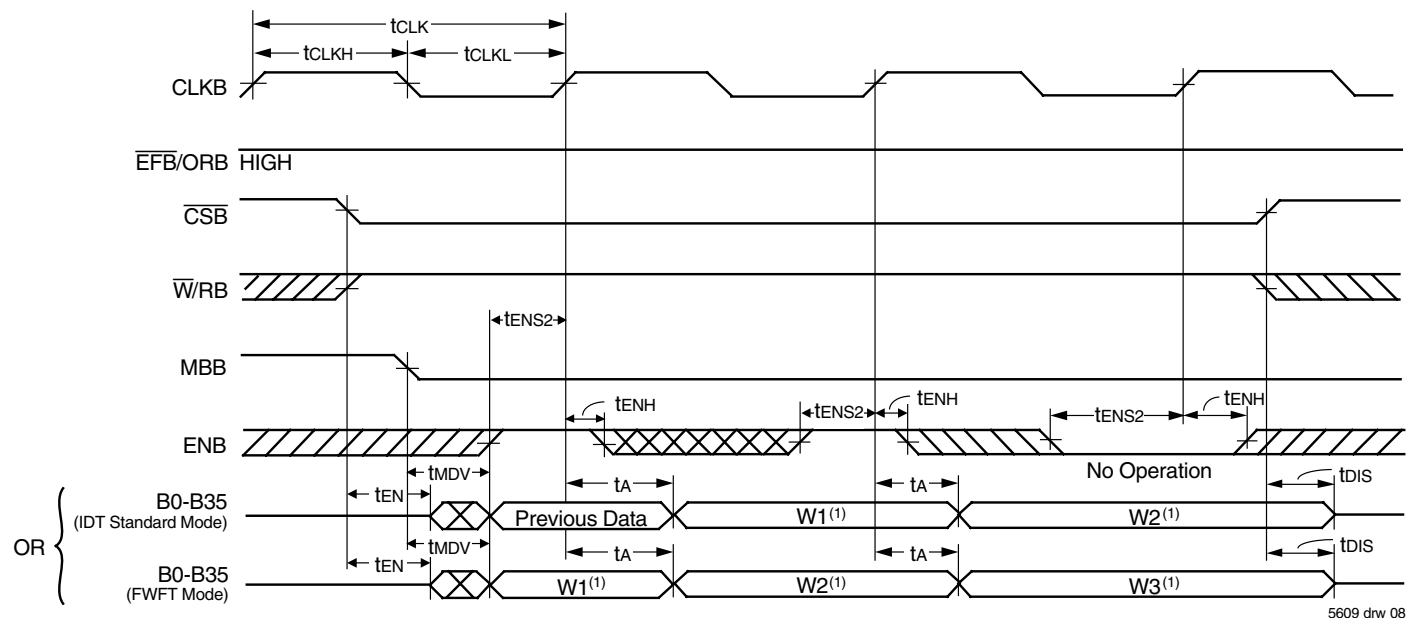 tCLK
tCLKH tCLKL
CLKB
EFB/ORB HIGH
CSB
W/RB
tENS2
MBB
tENH tENS2 tENH tENS2 tENH
ENB
No Operation
tMDV
tEN tA tA tDIS
B0-B35
(IDT Standard Mode)
Previous Data W1(1) W2(1)
OR
tMDV
tEN tA tA tDIS
B0-B35
(FWFT Mode)
W1(1) W2(1) W3(1)
5609 drw 08